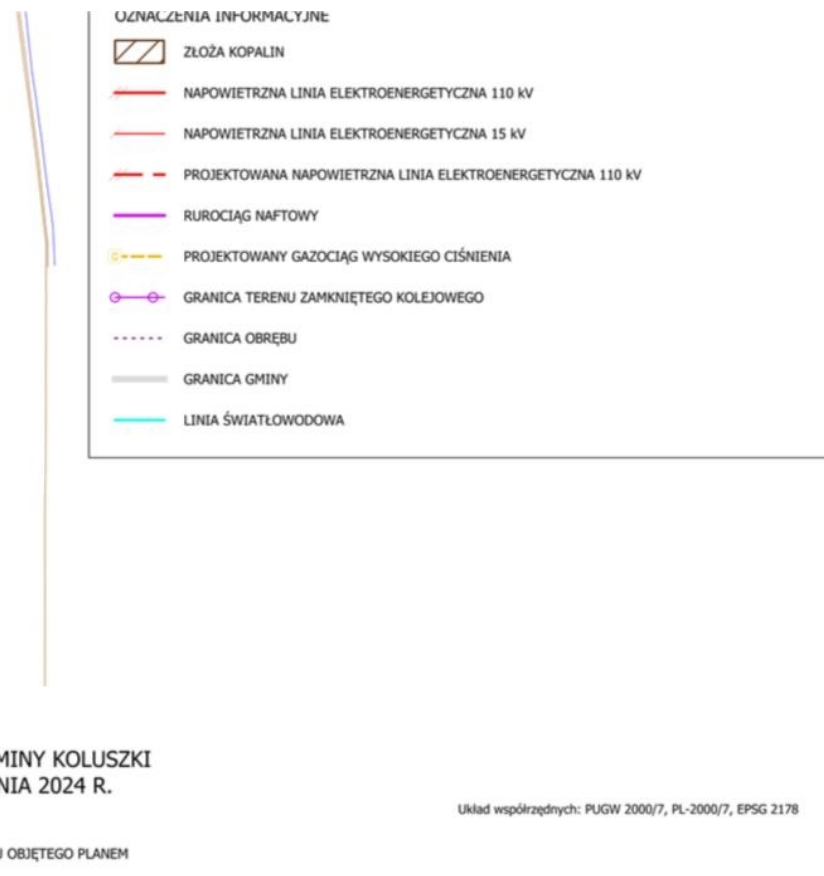 OZNACZENIA INFORMACYJNE
ZŁOŻA KOPALIN
NAPOWIETRZNA LINIA ELEKTROENERGETYCZNA 110 kV
NAPOWIETRZNA LINIA ELEKTROENERGETYCZNA 15 kV
PROJEKTOWANA NAPOWIETRZNA LINIA ELEKTROENERGETYCZNA 110 kV
RUROCIĄG NAFTOWY
G
PROJEKTOWANY GAZOCIĄG WYSOKIEGO CIŚNIENIA
GRANICA TERENU ZAMKNIĘTEGO KOLEJOWEGO
GRANICA OBRĘBU
GRANICA GMINY
LINIA ŚWIATŁOWODOWA
MINY KOLUSZKI
NIA 2024 R.
Układ współrzędnych: PUGW 2000/7, PL-2000/7, EPSG 2178
U OBJĘTEGO PLANEM